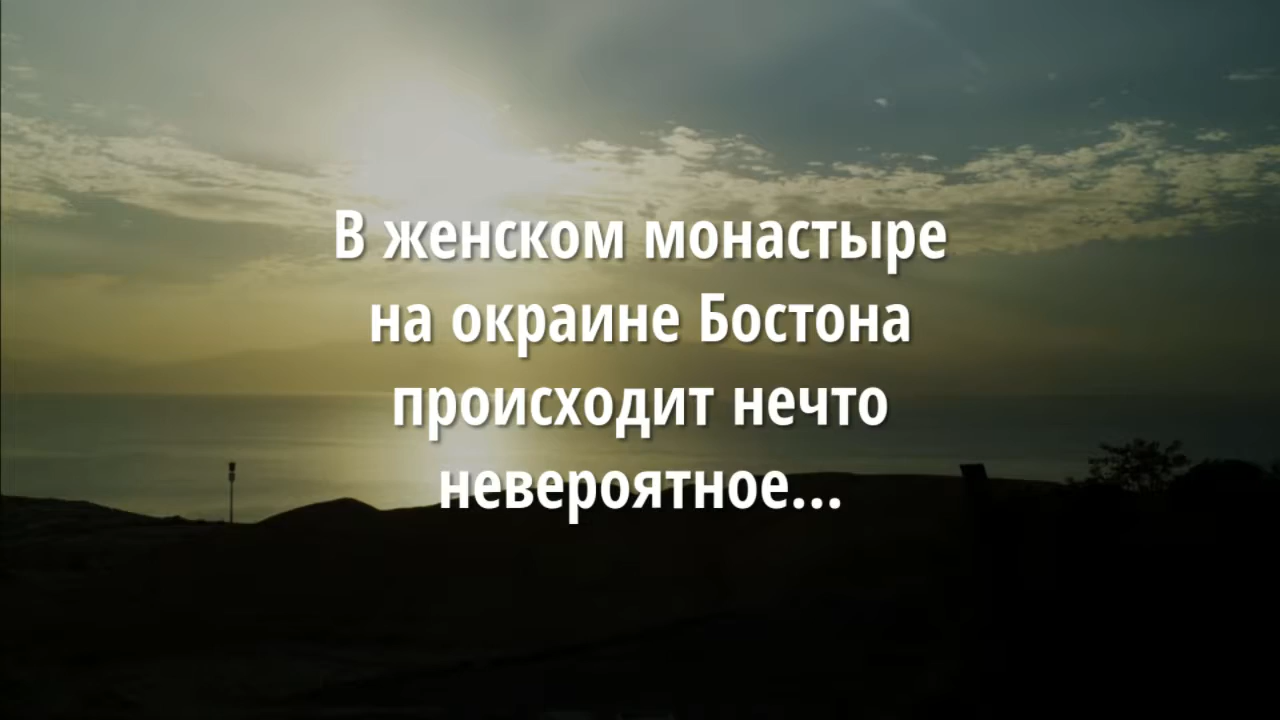 В женском монастыре
на окраине Бостона
происходит нечто
невероятное...